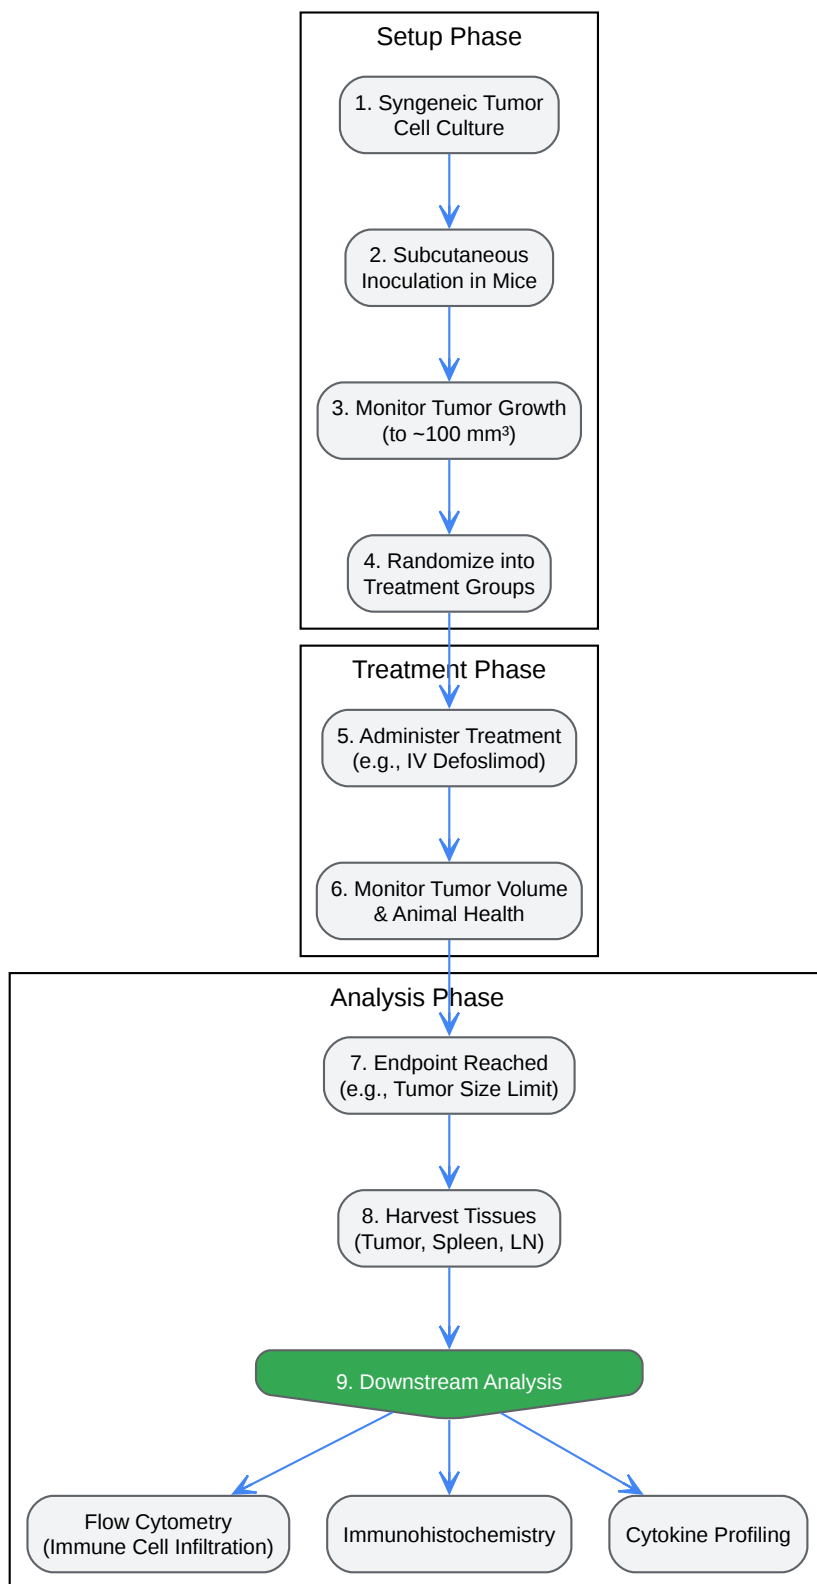 Setup Phase
1. Syngeneic Tumor
Cell Culture
2. Subcutaneous
Inoculation in Mice
3. Monitor Tumor Growth
(to ~100 mm³)
4. Randomize into
Treatment Groups
Treatment Phase
5. Administer Treatment
(e.g., IV Defoslimod)
6. Monitor Tumor Volume
& Animal Health
Analysis Phase
7. Endpoint Reached
(e.g., Tumor Size Limit)
8. Harvest Tissues
(Tumor, Spleen, LN)
9. Downstream Analysis
Flow Cytometry
(Immune Cell Infiltration)
Immunohistochemistry
Cytokine Profiling